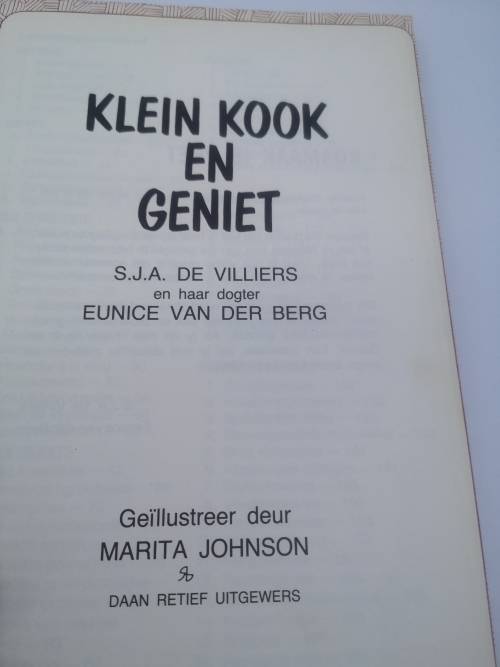 KLEIN KOOK
EN
GENIET
S.J.A. DE VILLIERS
en haar dogter
EUNICE VAN DER BERG
Geïllustreer deur
MARITA JOHNSON
DAAN RETIEF UITGEWERS